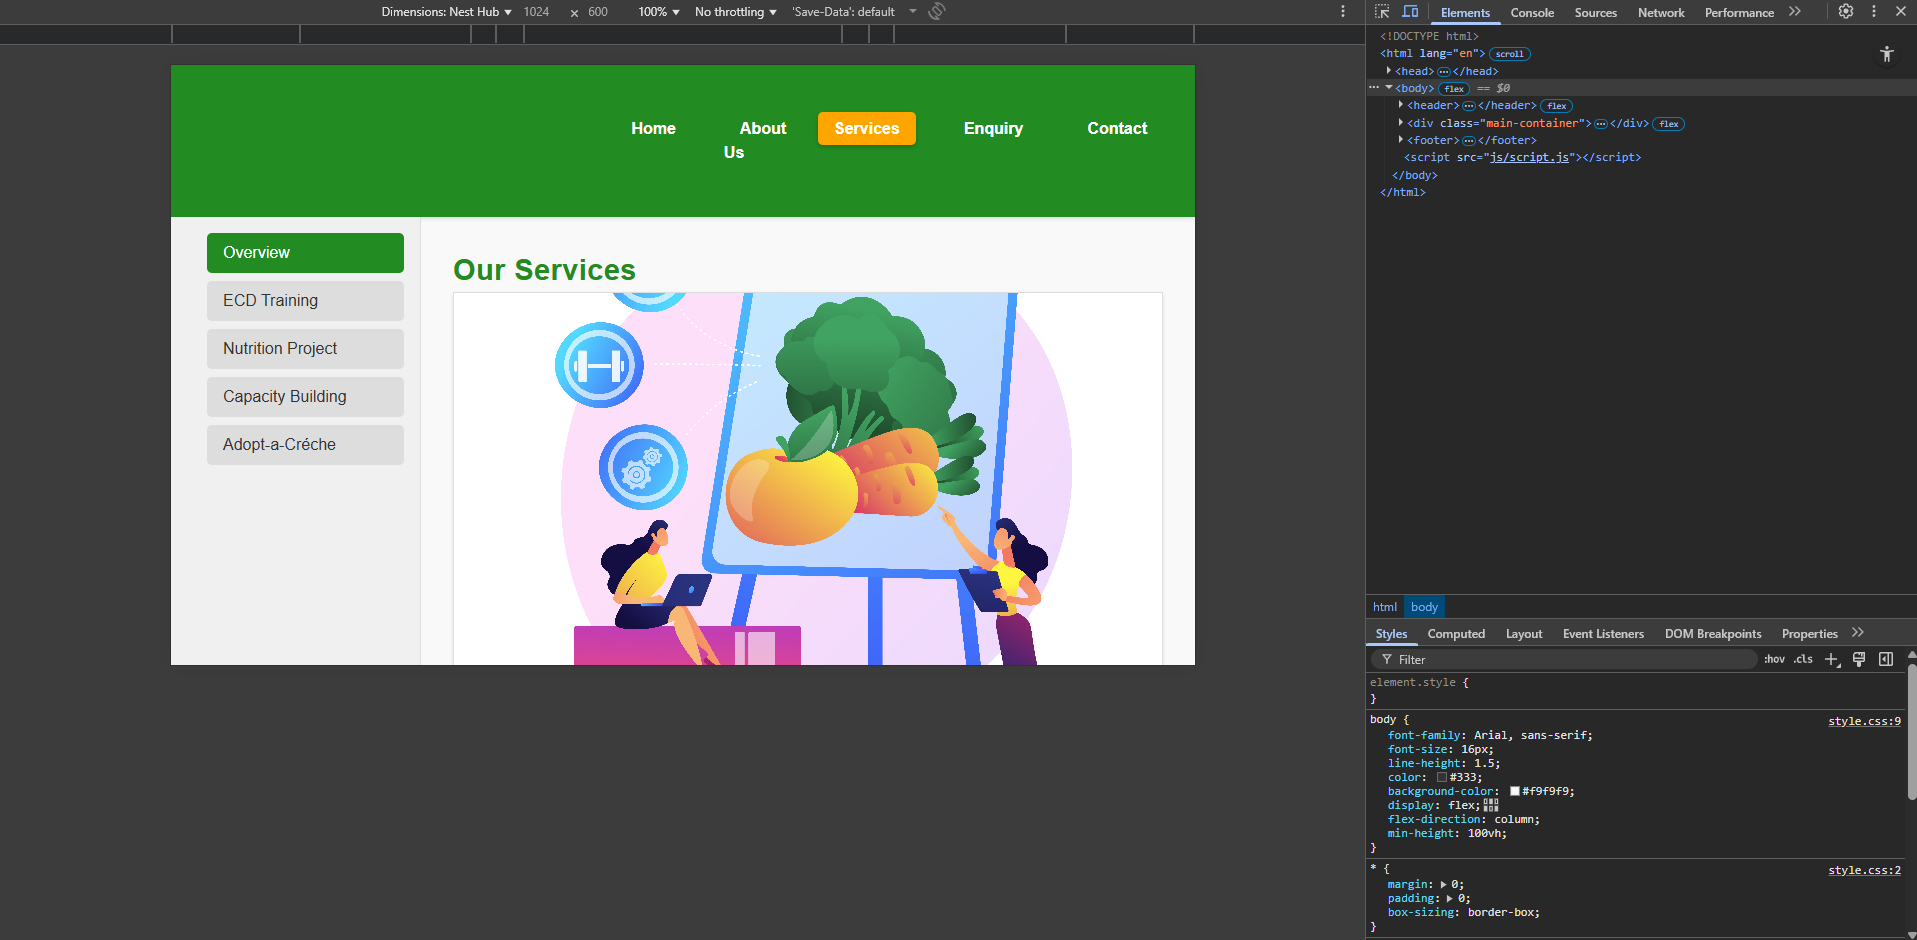 Dimensions: Nest Hub 1024 × 600 100% No throttling 'Save-Data': default
Elements Console Sources Network Performance
Home About Us Services Enquiry Contact
Overview
ECD Training
Nutrition Project
Capacity Building
Adopt-a-Créche
Our Services
<!DOCTYPE html>
<html lang="en"> scroll
<head> </head>
<body> flex == $0
<header> </header> flex
<div class="main-container"> </div> flex
<footer> </footer>
<script src="js/script.js"></script>
</body>
</html>
html body
Styles Computed Layout Event Listeners DOM Breakpoints Properties
Filter :hov .cls
element.style {
}
body { style.css:9
font-family: Arial, sans-serif;
font-size: 16px;
line-height: 1.5;
color: #333;
background-color: #f9f9f9;
display: flex;
flex-direction: column;
min-height: 100vh;
}
* { style.css:2
margin: 0;
padding: 0;
box-sizing: border-box;
}